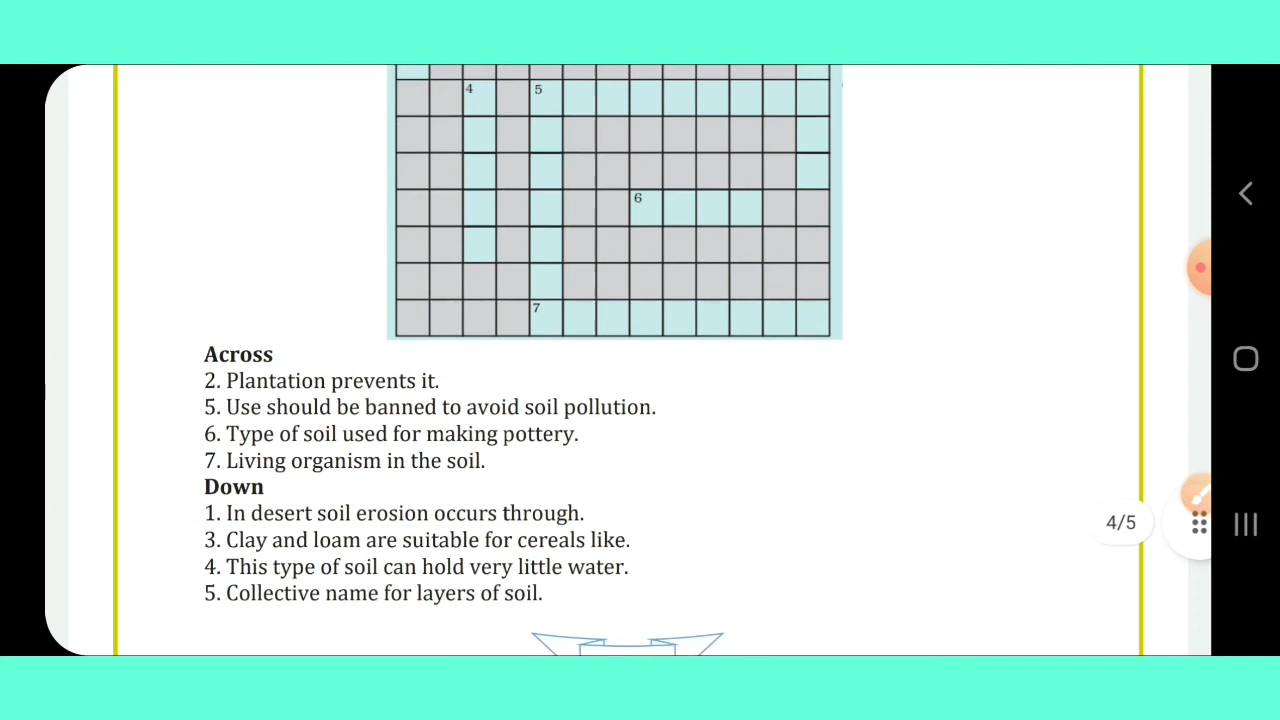 4 5
6
7
Across
2. Plantation prevents it.
5. Use should be banned to avoid soil pollution.
6. Type of soil used for making pottery.
7. Living organism in the soil.
Down
1. In desert soil erosion occurs through.
3. Clay and loam are suitable for cereals like.
4. This type of soil can hold very little water.
5. Collective name for layers of soil.
4/5